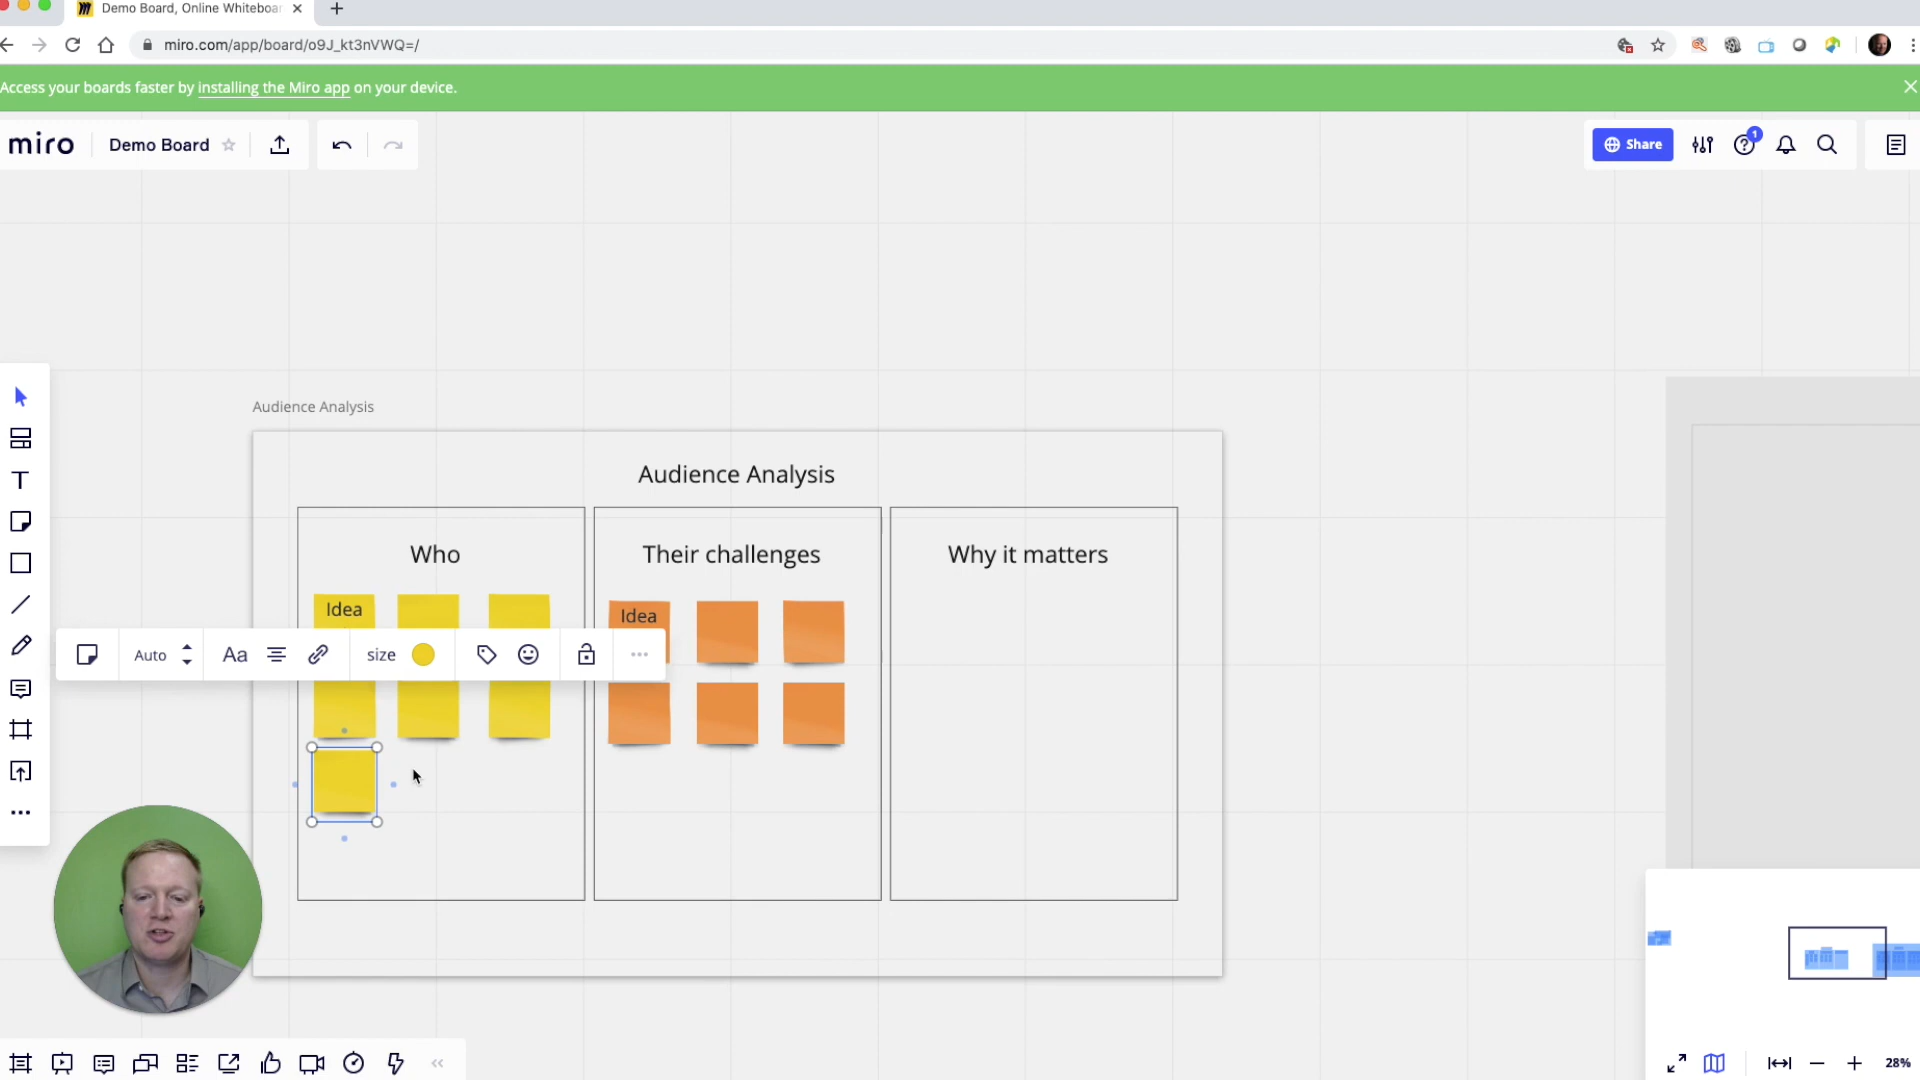 Demo Board, Online Whiteboa
miro.com/app/board/o9J_kt3nVWQ=/
Access your boards faster by installing the Miro app on your device.
miro
Demo Board
Share
1
Audience Analysis
Audience Analysis
Who
Their challenges
Why it matters
Idea
Idea
Auto
Aa
size
28%